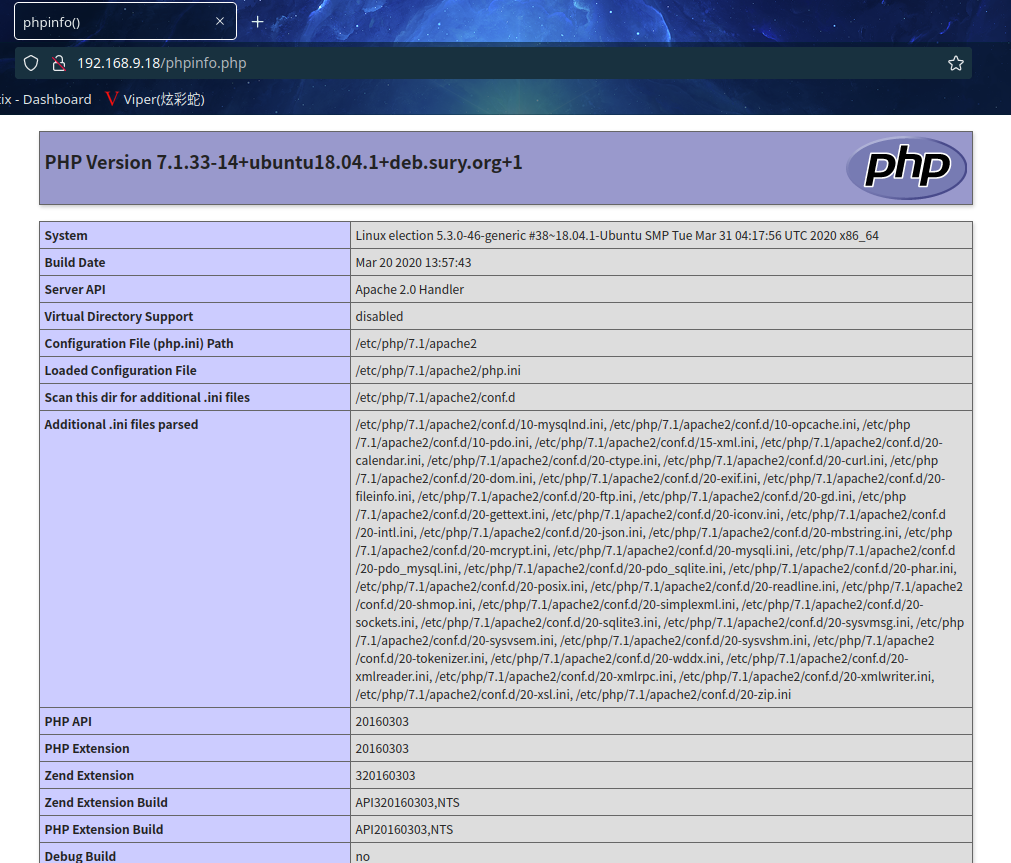 phpinfo()
192.168.9.18/phpinfo.php
ix - Dashboard V Viper(炫彩蛇)
PHP Version 7.1.33-14+ubuntu18.04.1+deb.sury.org+1
php
System Linux election 5.3.0-46-generic #38~18.04.1-Ubuntu SMP Tue Mar 31 04:17:56 UTC 2020 x86_64
Build Date Mar 20 2020 13:57:43
Server API Apache 2.0 Handler
Virtual Directory Support disabled
Configuration File (php.ini) Path /etc/php/7.1/apache2
Loaded Configuration File /etc/php/7.1/apache2/php.ini
Scan this dir for additional .ini files /etc/php/7.1/apache2/conf.d
Additional .ini files parsed /etc/php/7.1/apache2/conf.d/10-mysqlnd.ini, /etc/php/7.1/apache2/conf.d/10-opcache.ini, /etc/php
/7.1/apache2/conf.d/10-pdo.ini, /etc/php/7.1/apache2/conf.d/15-xml.ini, /etc/php/7.1/apache2/conf.d/20-
calendar.ini, /etc/php/7.1/apache2/conf.d/20-ctype.ini, /etc/php/7.1/apache2/conf.d/20-curl.ini, /etc/php
/7.1/apache2/conf.d/20-dom.ini, /etc/php/7.1/apache2/conf.d/20-exif.ini, /etc/php/7.1/apache2/conf.d/20-
fileinfo.ini, /etc/php/7.1/apache2/conf.d/20-ftp.ini, /etc/php/7.1/apache2/conf.d/20-gd.ini, /etc/php
/7.1/apache2/conf.d/20-gettext.ini, /etc/php/7.1/apache2/conf.d/20-iconv.ini, /etc/php/7.1/apache2/conf.d
/20-intl.ini, /etc/php/7.1/apache2/conf.d/20-json.ini, /etc/php/7.1/apache2/conf.d/20-mbstring.ini, /etc/php
/7.1/apache2/conf.d/20-mcrypt.ini, /etc/php/7.1/apache2/conf.d/20-mysqli.ini, /etc/php/7.1/apache2/conf.d
/20-pdo_mysql.ini, /etc/php/7.1/apache2/conf.d/20-pdo_sqlite.ini, /etc/php/7.1/apache2/conf.d/20-phar.ini,
/etc/php/7.1/apache2/conf.d/20-posix.ini, /etc/php/7.1/apache2/conf.d/20-readline.ini, /etc/php/7.1/apache2
/conf.d/20-shmop.ini, /etc/php/7.1/apache2/conf.d/20-simplexml.ini, /etc/php/7.1/apache2/conf.d/20-
sockets.ini, /etc/php/7.1/apache2/conf.d/20-sqlite3.ini, /etc/php/7.1/apache2/conf.d/20-sysvmsg.ini, /etc/php
/7.1/apache2/conf.d/20-sysvsem.ini, /etc/php/7.1/apache2/conf.d/20-sysvshm.ini, /etc/php/7.1/apache2
/conf.d/20-tokenizer.ini, /etc/php/7.1/apache2/conf.d/20-wddx.ini, /etc/php/7.1/apache2/conf.d/20-
xmlreader.ini, /etc/php/7.1/apache2/conf.d/20-xmlrpc.ini, /etc/php/7.1/apache2/conf.d/20-xmlwriter.ini,
/etc/php/7.1/apache2/conf.d/20-xsl.ini, /etc/php/7.1/apache2/conf.d/20-zip.ini
PHP API 20160303
PHP Extension 20160303
Zend Extension 320160303
Zend Extension Build API320160303,NTS
PHP Extension Build API20160303,NTS
Debug Build no